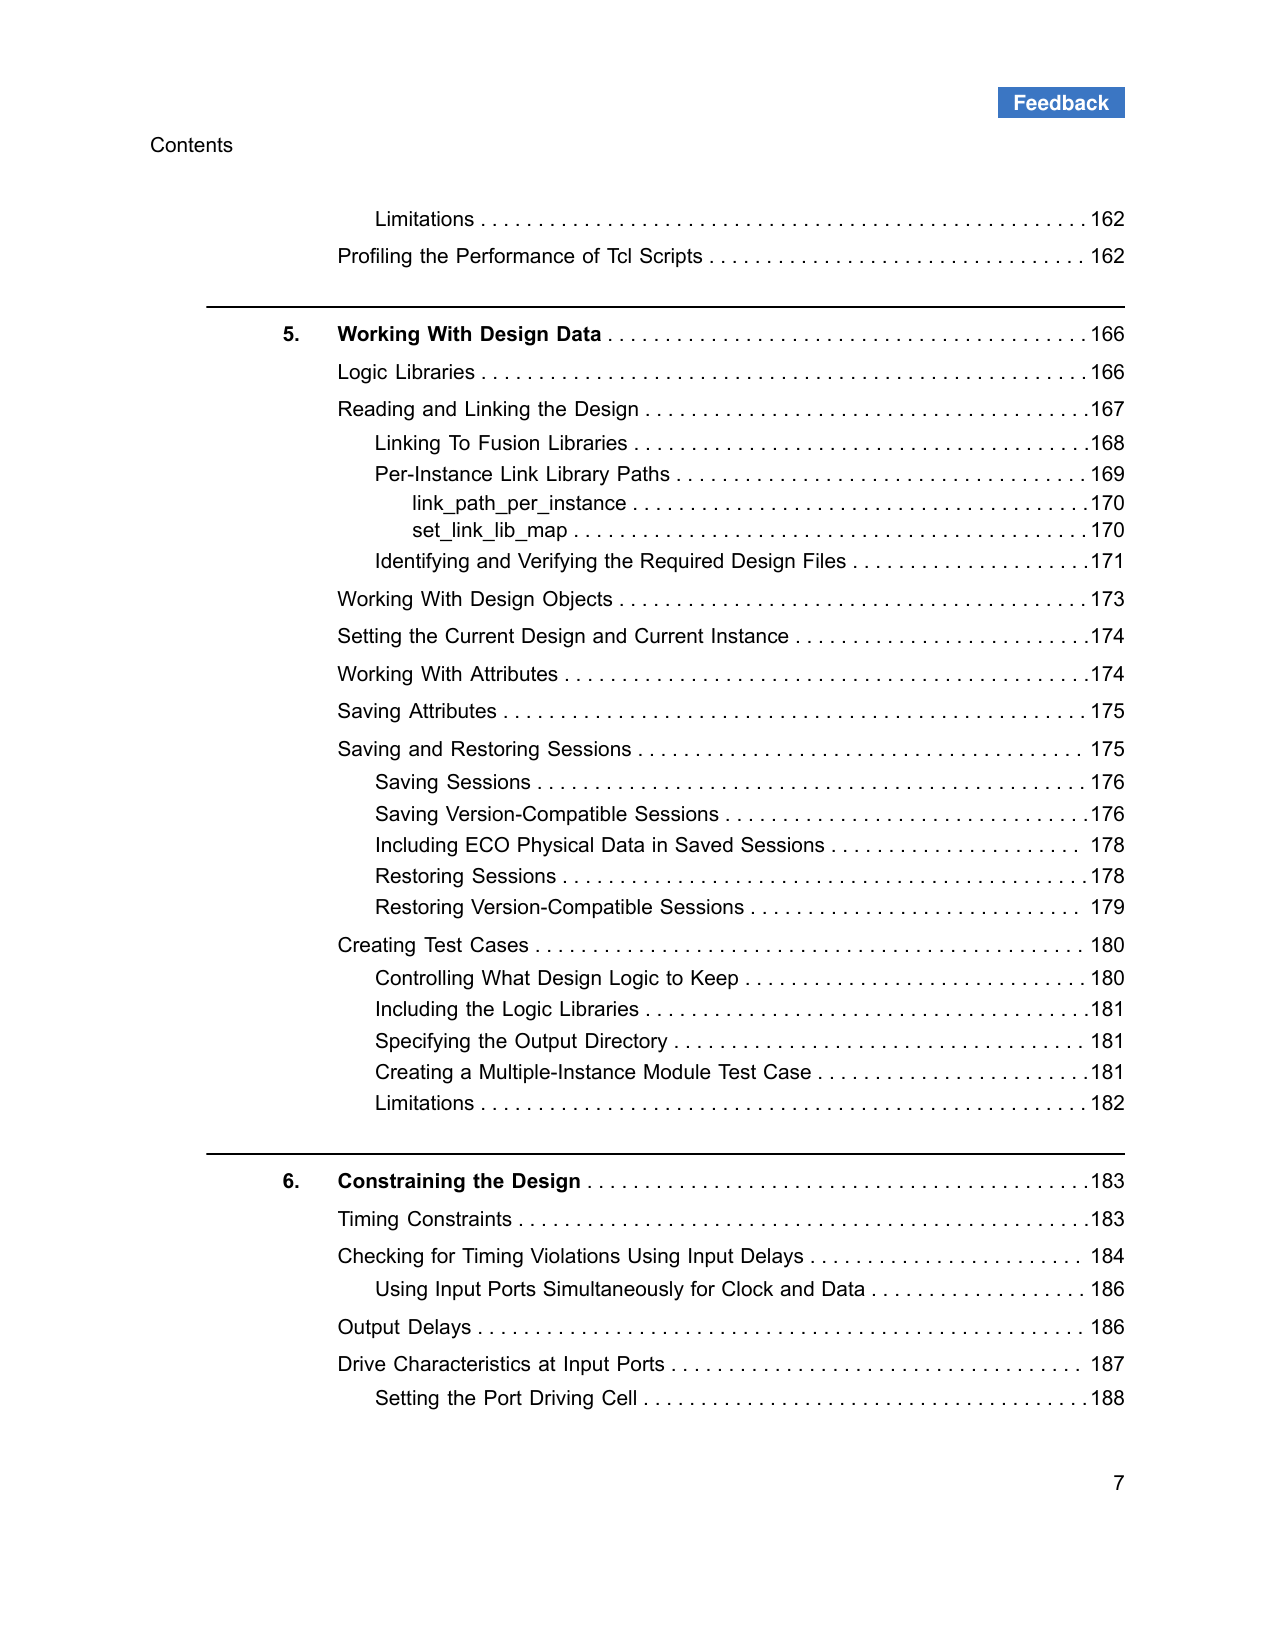 Feedback
Contents
Limitations . . . . . . . . . . . . . . . . . . . . . . . . . . . . . . . . . . . . . . . . . . . . . . . . . . . . . 162
Profiling the Performance of Tcl Scripts . . . . . . . . . . . . . . . . . . . . . . . . . . . . . . . . . 162
5. Working With Design Data . . . . . . . . . . . . . . . . . . . . . . . . . . . . . . . . . . . . . . . . . . 166
Logic Libraries . . . . . . . . . . . . . . . . . . . . . . . . . . . . . . . . . . . . . . . . . . . . . . . . . . . . . 166
Reading and Linking the Design . . . . . . . . . . . . . . . . . . . . . . . . . . . . . . . . . . . . . . .167
Linking To Fusion Libraries . . . . . . . . . . . . . . . . . . . . . . . . . . . . . . . . . . . . . . . .168
Per-Instance Link Library Paths . . . . . . . . . . . . . . . . . . . . . . . . . . . . . . . . . . . . 169
link_path_per_instance . . . . . . . . . . . . . . . . . . . . . . . . . . . . . . . . . . . . . . . .170
set_link_lib_map . . . . . . . . . . . . . . . . . . . . . . . . . . . . . . . . . . . . . . . . . . . . . 170
Identifying and Verifying the Required Design Files . . . . . . . . . . . . . . . . . . . . .171
Working With Design Objects . . . . . . . . . . . . . . . . . . . . . . . . . . . . . . . . . . . . . . . . . 173
Setting the Current Design and Current Instance . . . . . . . . . . . . . . . . . . . . . . . . . .174
Working With Attributes . . . . . . . . . . . . . . . . . . . . . . . . . . . . . . . . . . . . . . . . . . . . . .174
Saving Attributes . . . . . . . . . . . . . . . . . . . . . . . . . . . . . . . . . . . . . . . . . . . . . . . . . . . 175
Saving and Restoring Sessions . . . . . . . . . . . . . . . . . . . . . . . . . . . . . . . . . . . . . . . 175
Saving Sessions . . . . . . . . . . . . . . . . . . . . . . . . . . . . . . . . . . . . . . . . . . . . . . . . 176
Saving Version-Compatible Sessions . . . . . . . . . . . . . . . . . . . . . . . . . . . . . . . .176
Including ECO Physical Data in Saved Sessions . . . . . . . . . . . . . . . . . . . . . . 178
Restoring Sessions . . . . . . . . . . . . . . . . . . . . . . . . . . . . . . . . . . . . . . . . . . . . . . 178
Restoring Version-Compatible Sessions . . . . . . . . . . . . . . . . . . . . . . . . . . . . . 179
Creating Test Cases . . . . . . . . . . . . . . . . . . . . . . . . . . . . . . . . . . . . . . . . . . . . . . . . 180
Controlling What Design Logic to Keep . . . . . . . . . . . . . . . . . . . . . . . . . . . . . . 180
Including the Logic Libraries . . . . . . . . . . . . . . . . . . . . . . . . . . . . . . . . . . . . . . .181
Specifying the Output Directory . . . . . . . . . . . . . . . . . . . . . . . . . . . . . . . . . . . . 181
Creating a Multiple-Instance Module Test Case . . . . . . . . . . . . . . . . . . . . . . . .181
Limitations . . . . . . . . . . . . . . . . . . . . . . . . . . . . . . . . . . . . . . . . . . . . . . . . . . . . . 182
6. Constraining the Design . . . . . . . . . . . . . . . . . . . . . . . . . . . . . . . . . . . . . . . . . . . .183
Timing Constraints . . . . . . . . . . . . . . . . . . . . . . . . . . . . . . . . . . . . . . . . . . . . . . . . . .183
Checking for Timing Violations Using Input Delays . . . . . . . . . . . . . . . . . . . . . . . . 184
Using Input Ports Simultaneously for Clock and Data . . . . . . . . . . . . . . . . . . . 186
Output Delays . . . . . . . . . . . . . . . . . . . . . . . . . . . . . . . . . . . . . . . . . . . . . . . . . . . . . 186
Drive Characteristics at Input Ports . . . . . . . . . . . . . . . . . . . . . . . . . . . . . . . . . . . . 187
Setting the Port Driving Cell . . . . . . . . . . . . . . . . . . . . . . . . . . . . . . . . . . . . . . . 188
7